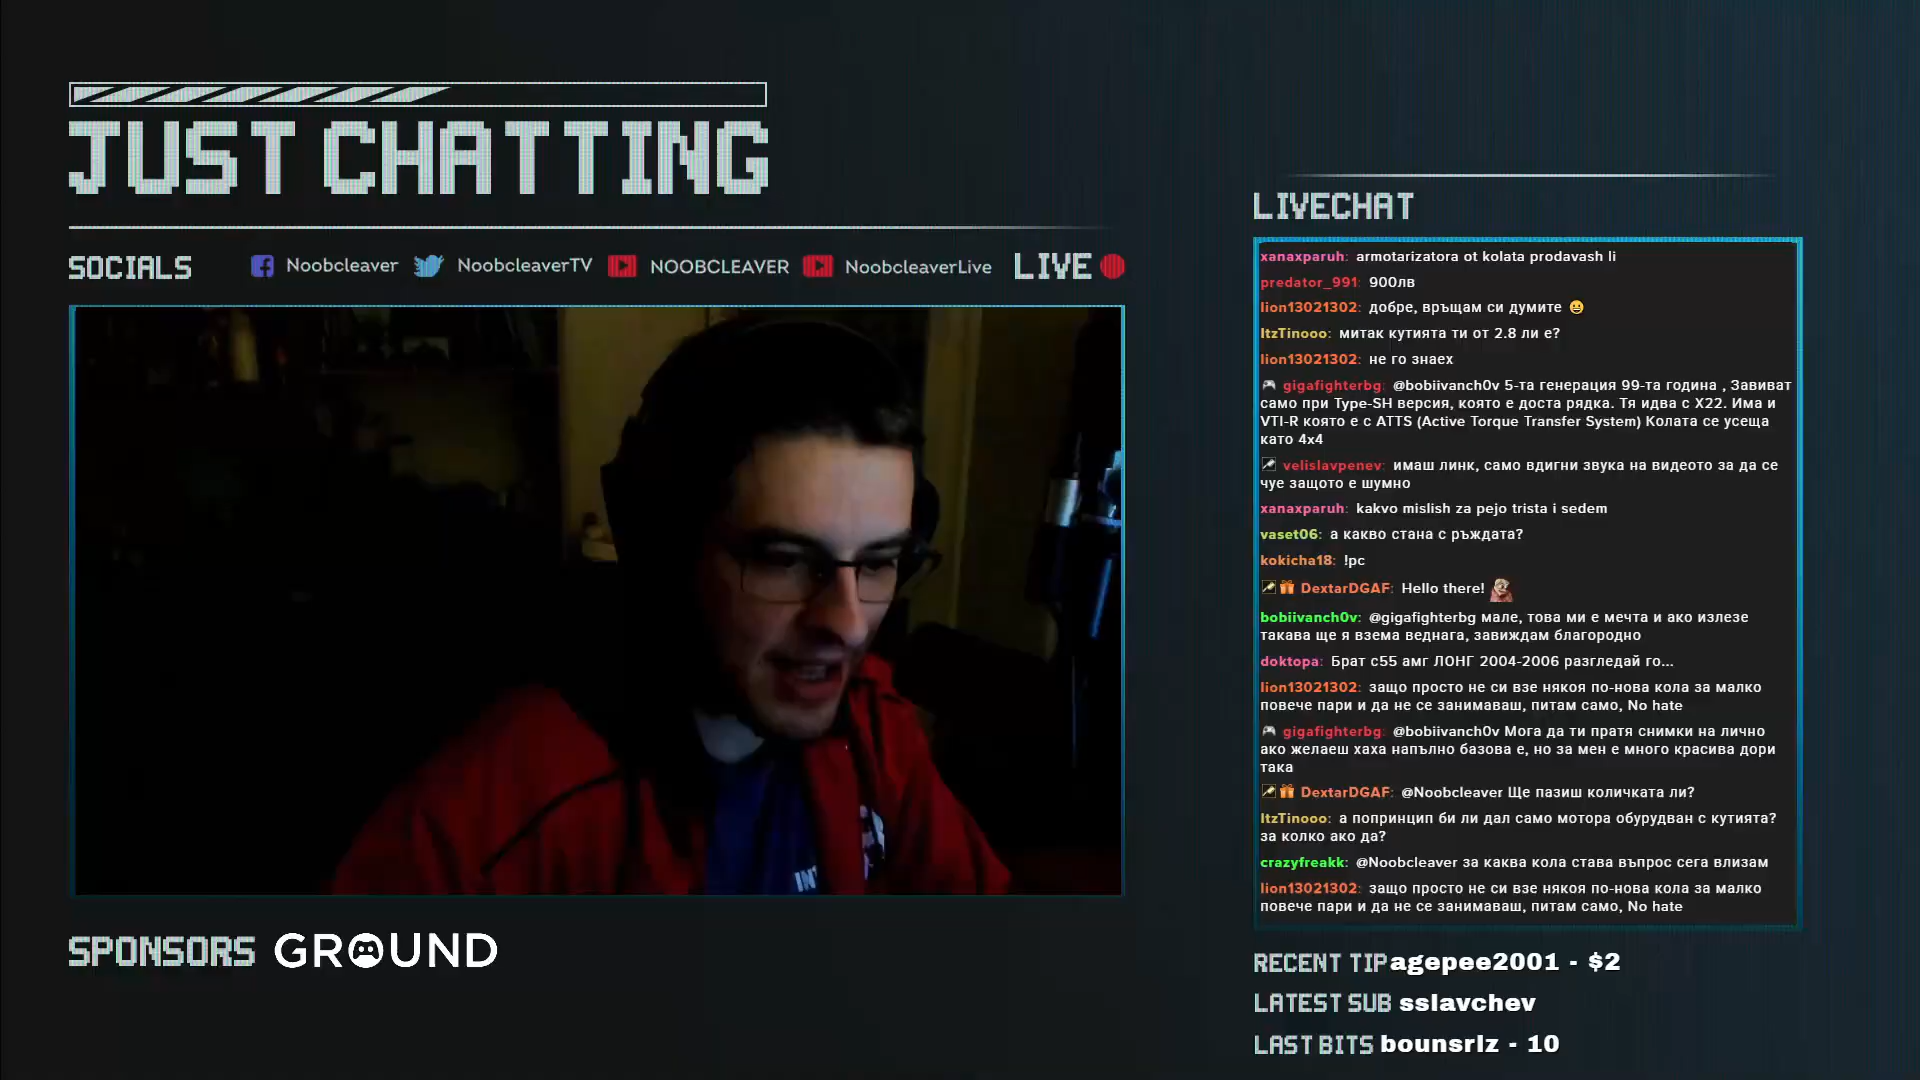 JUST CHATTING
SOCIALS Noobcleaver NoobcleaverTV NOOBCLEAVER NoobcleaverLive LIVE
LIVECHAT
xanaxparuh: armotarizatora ot kolata prodavash li
predator_991: 900лв
lion13021302: добре, връщам си думите
ItzTinooo: митак кутията ти от 2.8 ли е?
lion13021302: не го знаех
gigafighterbg: @bobiivanch0v 5-та генерация 99-та година , Завиват
само при Type-SH версия, която е доста рядка. Тя идва с X22. Има и
VTI-R която е с ATTS (Active Torque Transfer System) Колата се усеща
като 4x4
velislavpenev: имаш линк, само вдигни звука на видеото за да се
чуе защото е шумно
xanaxparuh: kakvo mislish za pejo trista i sedem
vaset06: а какво стана с ръждата?
kokicha18: !pc
DextarDGAF: Hello there!
bobiivanch0v: @gigafighterbg мале, това ми е мечта и ако излезе
такава ще я взема веднага, завиждам благородно
doktopa: Брат с55 амг ЛОНГ 2004-2006 разгледай го...
lion13021302: защо просто не си взе някоя по-нова кола за малко
повече пари и да не се занимаваш, питам само, No hate
gigafighterbg: @bobiivanch0v Мога да ти пратя снимки на лично
ако желаеш хаха напълно базова е, но за мен е много красива дори
така
DextarDGAF: @Noobcleaver Ще пазиш количката ли?
ItzTinooo: а попринцип би ли дал само мотора обурудван с кутията?
за колко ако да?
crazyfreakk: @Noobcleaver за каква кола става въпрос сега влизам
lion13021302: защо просто не си взе някоя по-нова кола за малко
повече пари и да не се занимаваш, питам само, No hate
SPONSORS GROUND
RECENT TIP agepee2001 - $2
LATEST SUB sslavchev
LAST BITS bounsrlz - 10